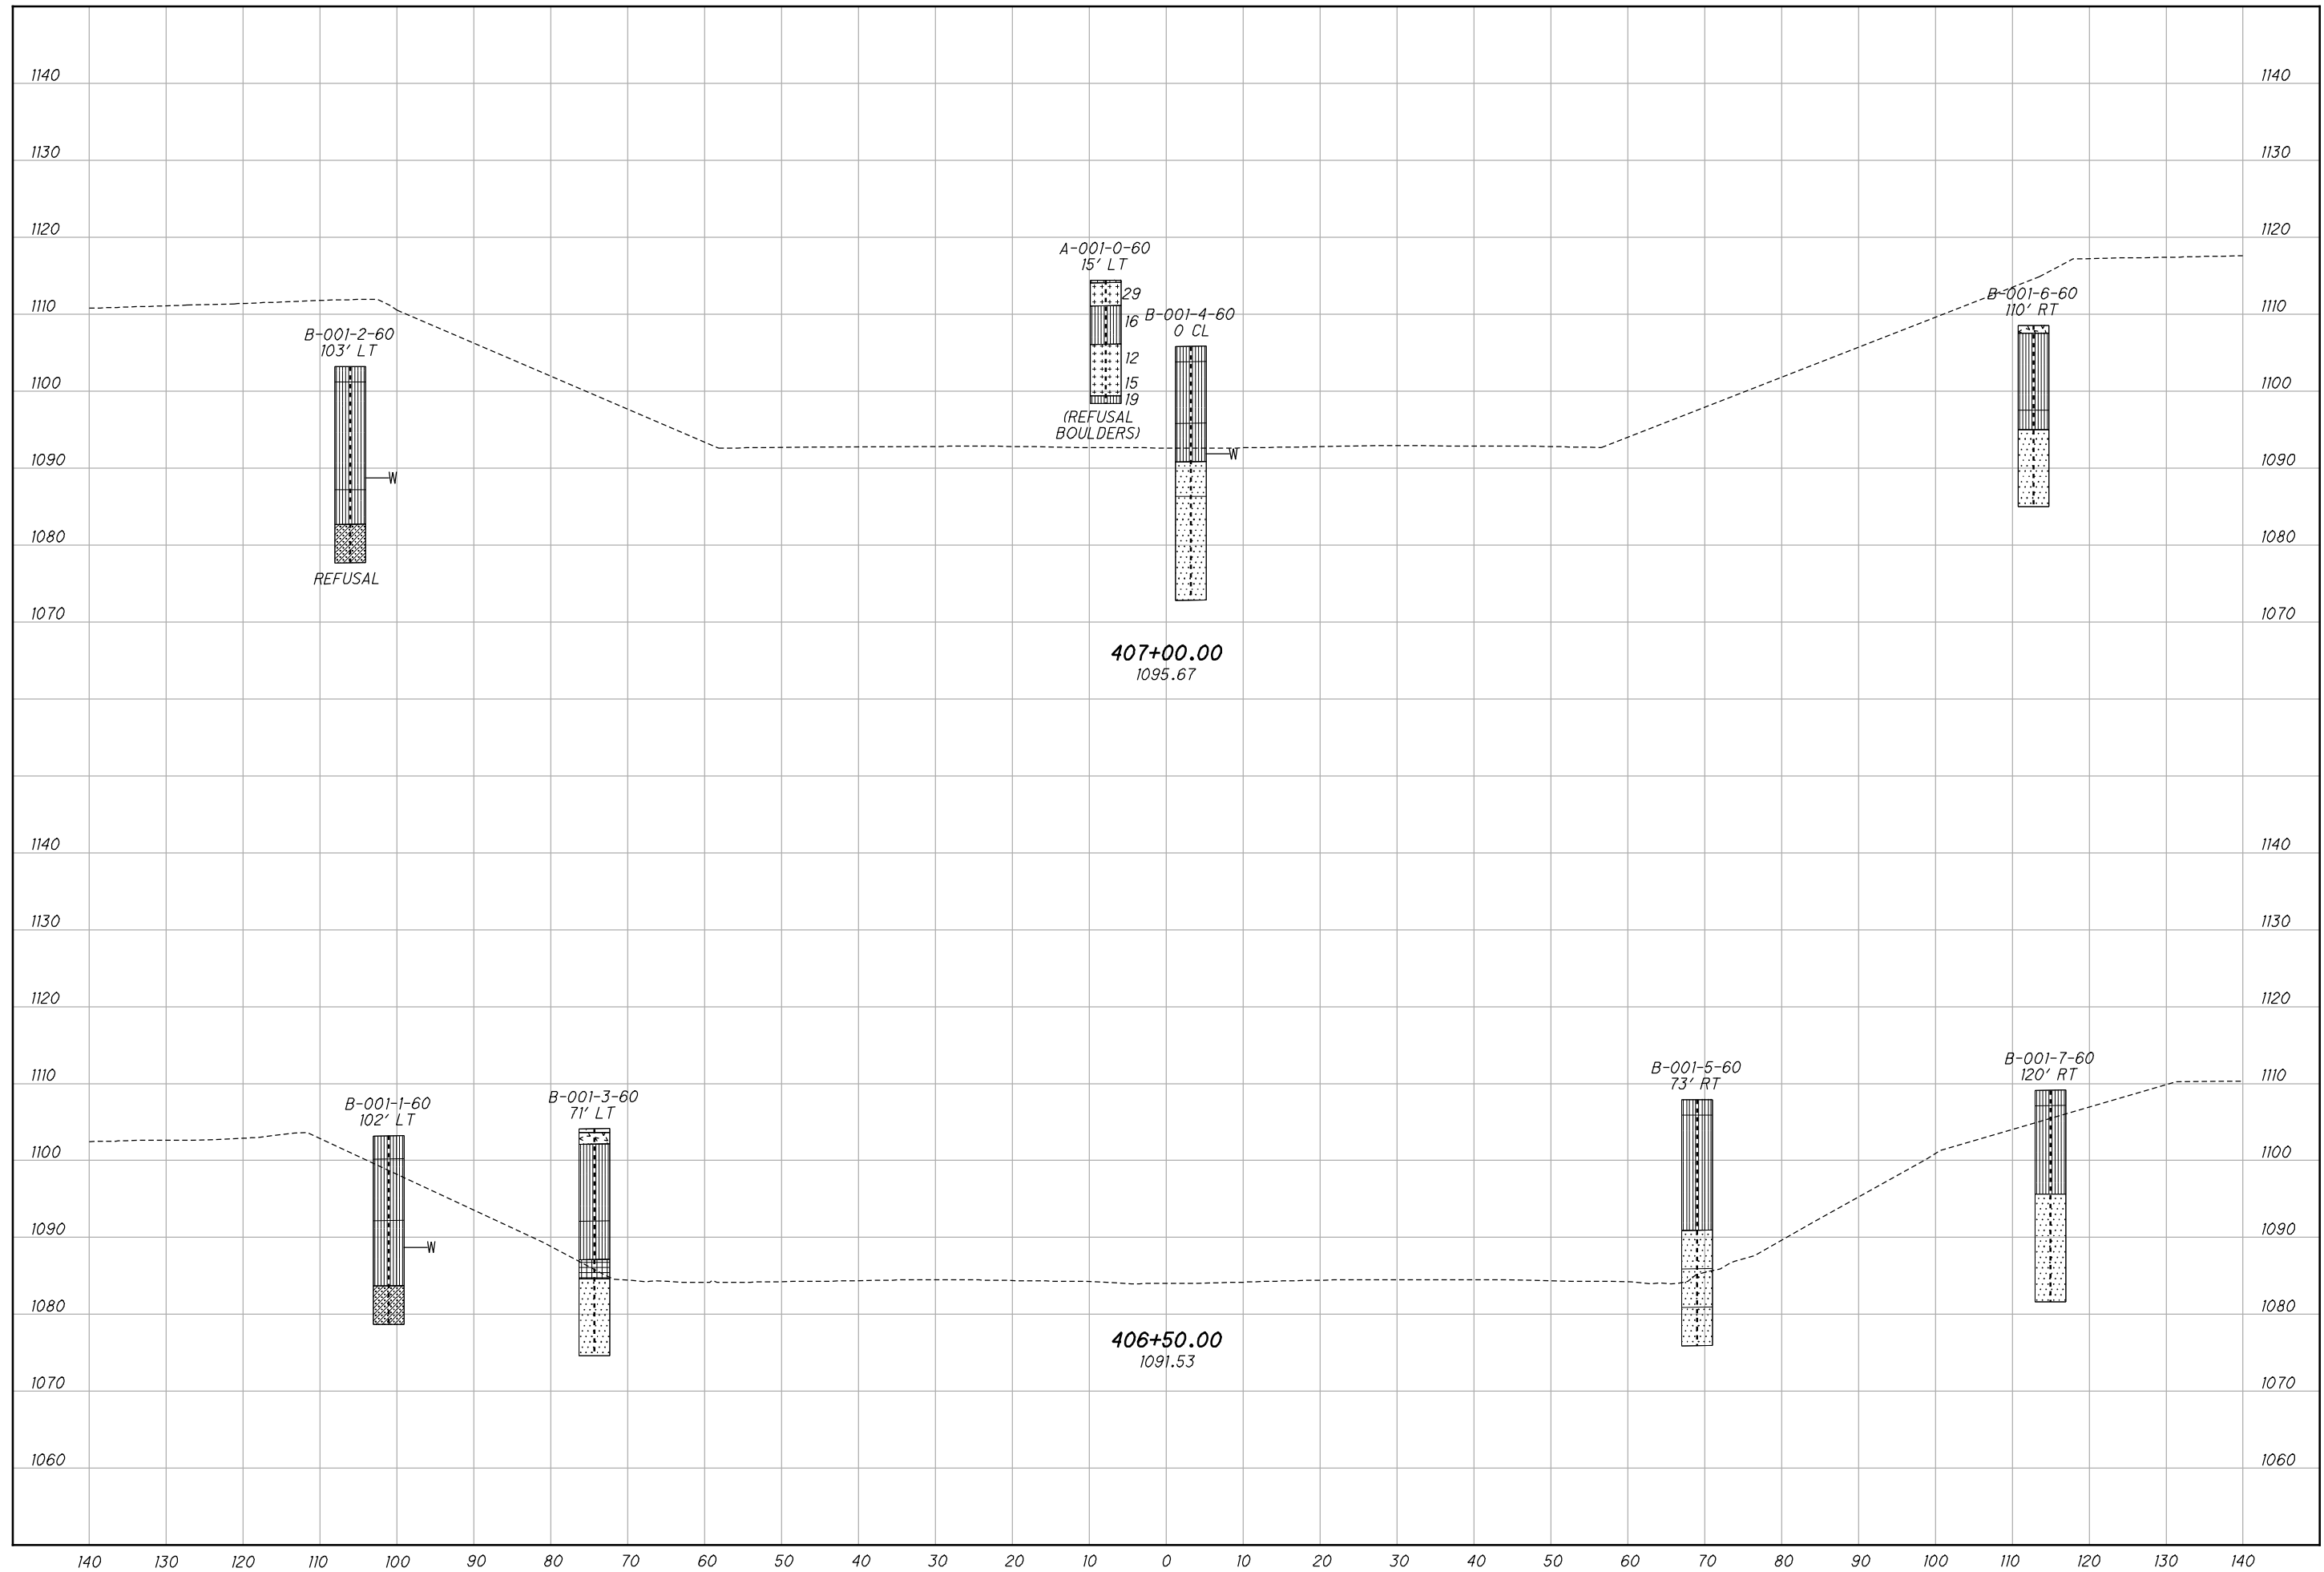 1140 1140
1130 1130
1120 1120
A-001-0-60
15' LT
29
1110 1110
B-001-6-60
110' RT
B-001-4-60
0 CL
16
B-001-2-60
103' LT
12
1100 1100
15
19
(REFUSAL
BOULDERS)
1090 1090
W
W
1080 1080
REFUSAL
1070 1070
407+00.00
1095.67
1140 1140
1130 1130
1120 1120
1110 1110
B-001-7-60
120' RT
B-001-5-60
73' RT
B-001-3-60
71' LT
B-001-1-60
102' LT
1100 1100
1090 1090
W
1080 1080
406+50.00
1091.53
1070 1070
1060 1060
140 130 120 110 100 90 80 70 60 50 40 30 20 10 0 10 20 30 40 50 60 70 80 90 100 110 120 130 140